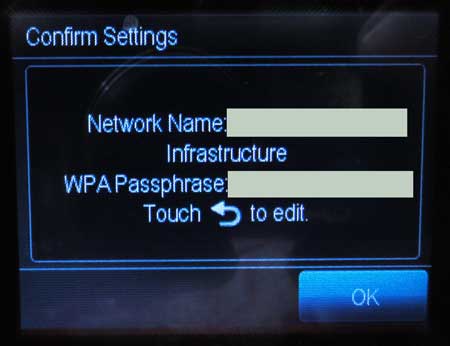 Confirm Settings
Network Name:
Infrastructure
WPA Passphrase:
Touch to edit.
OK